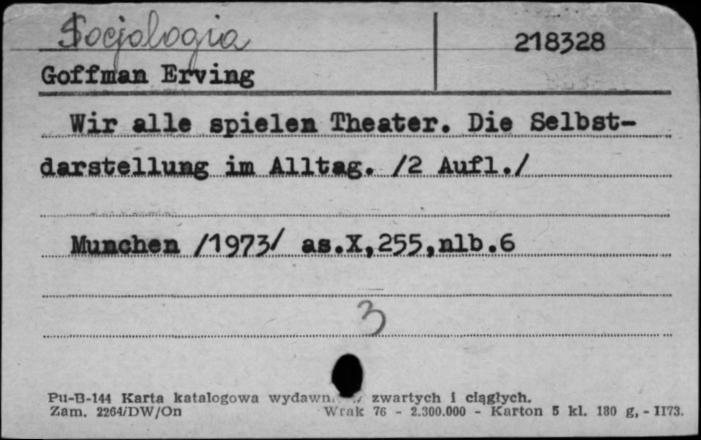 Socjologia
218328
Goffman Erving
Wir alle spielen Theater. Die Selbst-
darstellung im Alltag. /2 Aufl./
Munchen /1973/ as.X,255,nlb.6
3
Pu-B-144 Karta katalogowa zwartych i ciągłych.
Zam. 2264/DW/On Wrak 76 - 2.300.000 - Karton 5 kl. 180 g, - 1173.